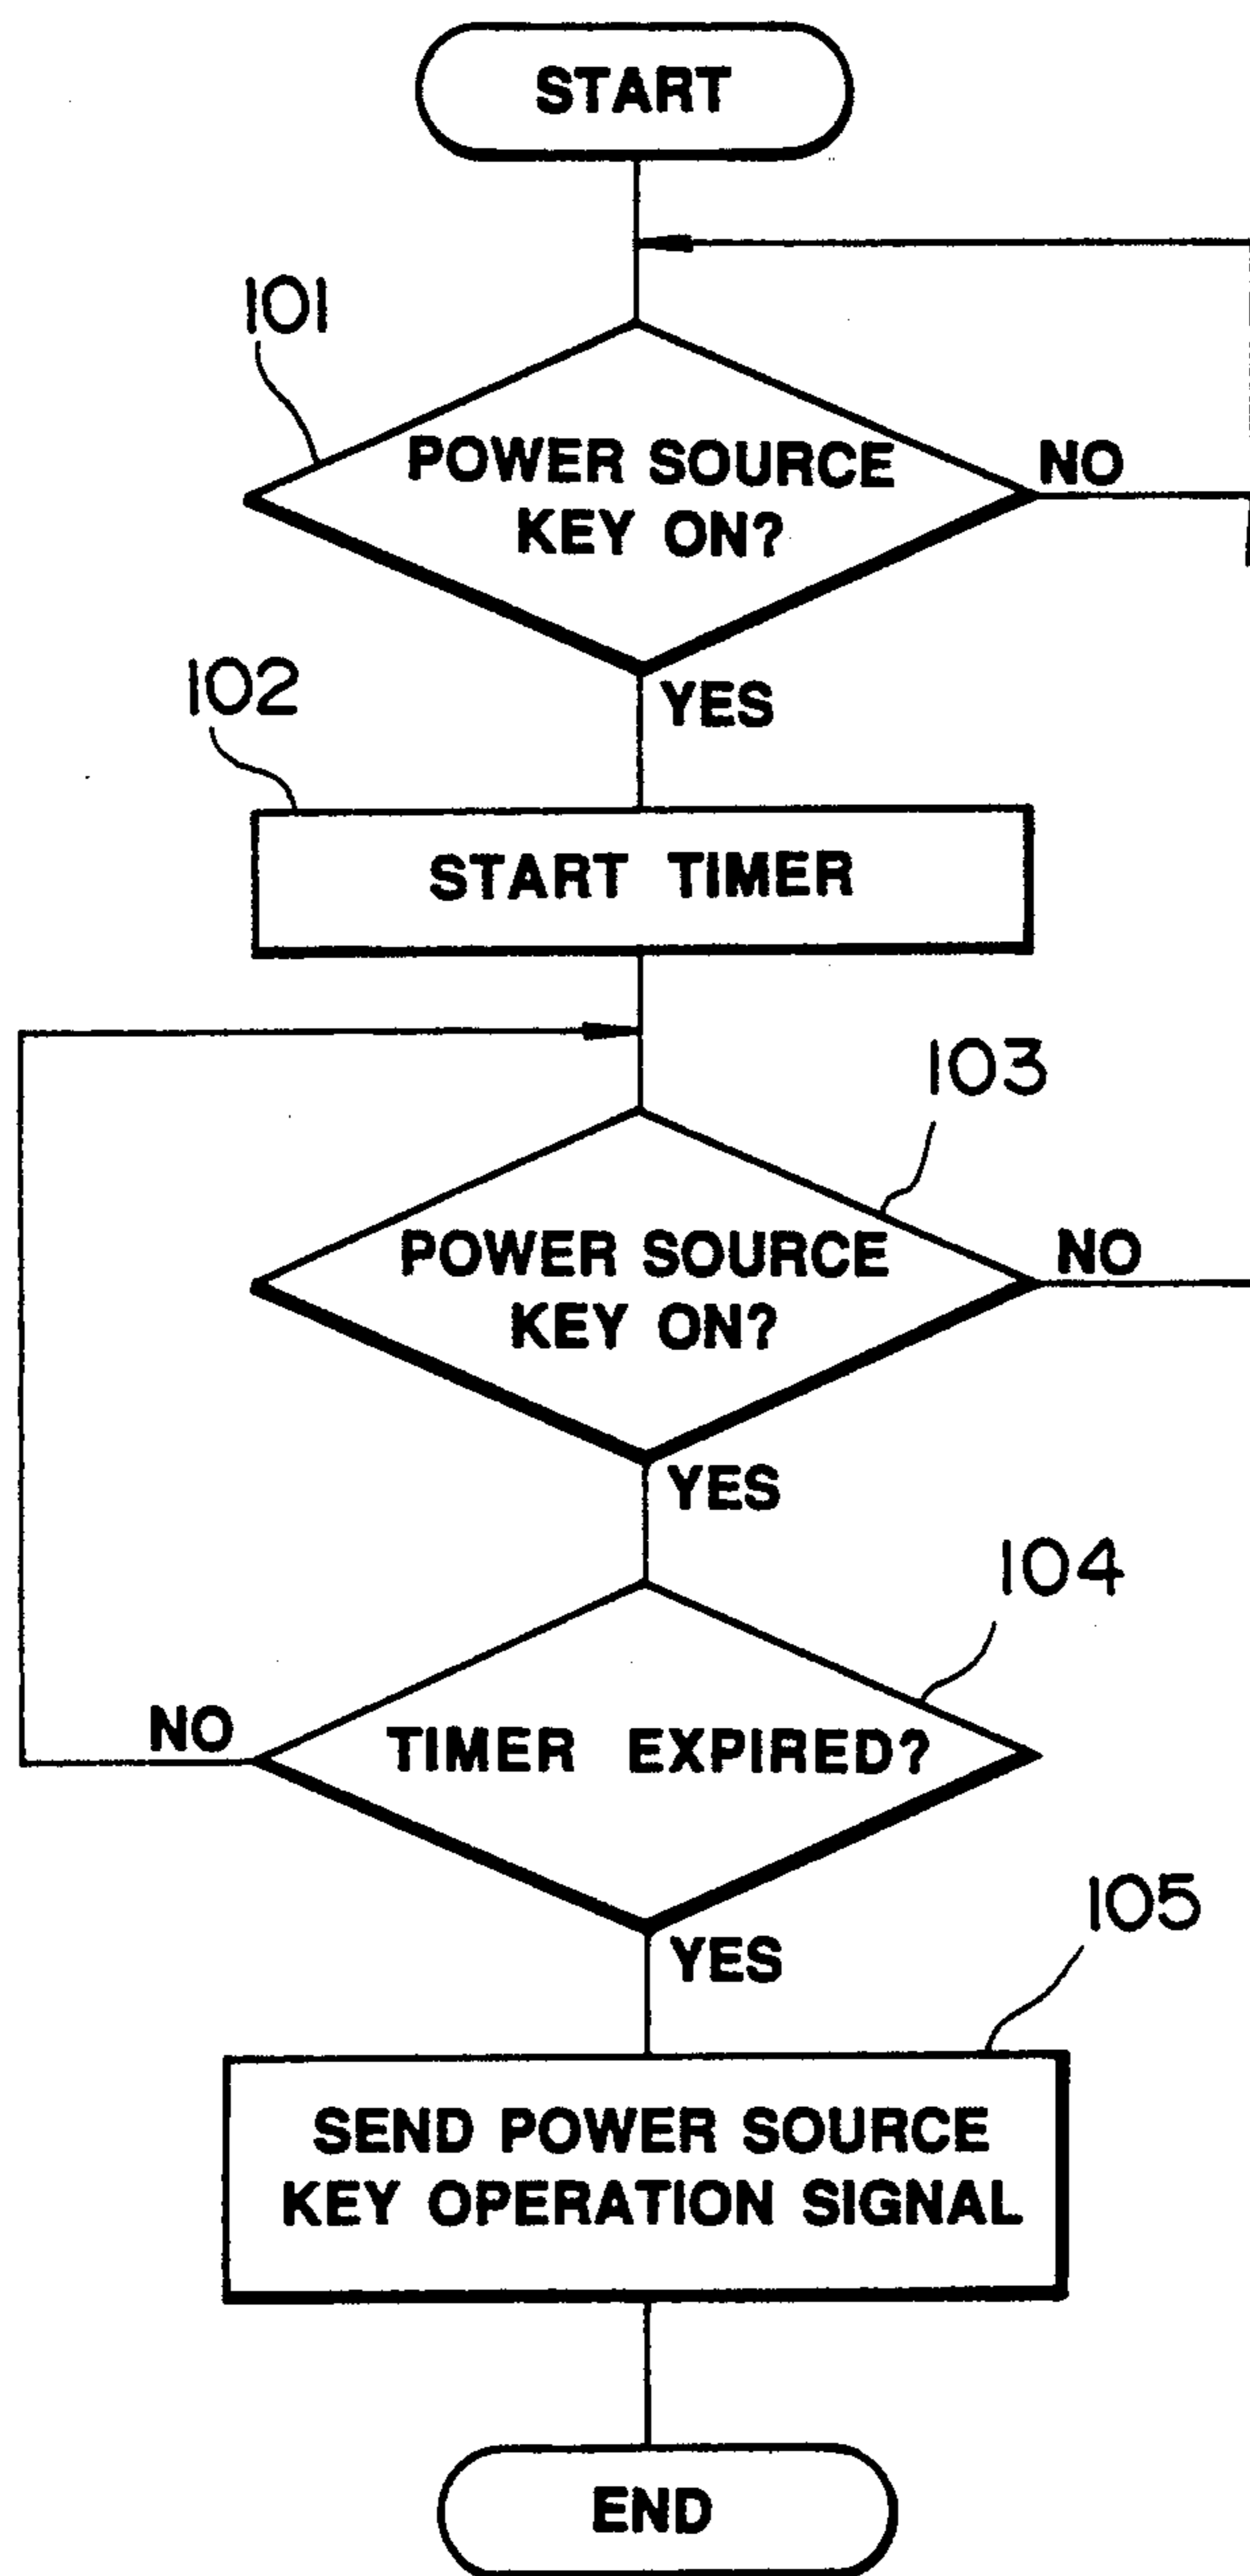 START
101
POWER SOURCE
KEY ON?
NO
YES
102
START TIMER
103
POWER SOURCE
KEY ON?
NO
YES
104
TIMER EXPIRED?
NO
YES
105
SEND POWER SOURCE
KEY OPERATION SIGNAL
END